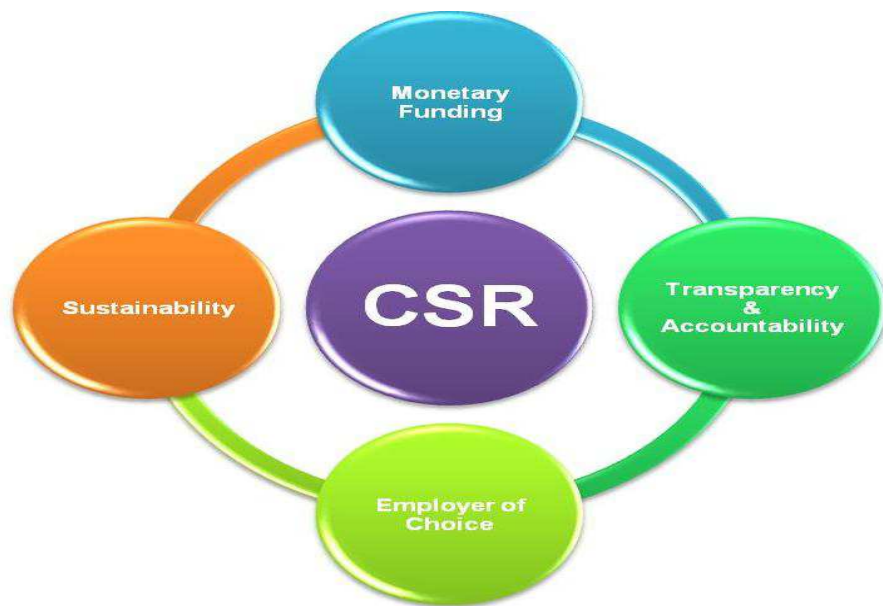 Monetary
Funding
Sustainability
CSR
Transparency
&
Accountability
Employer of
Choice